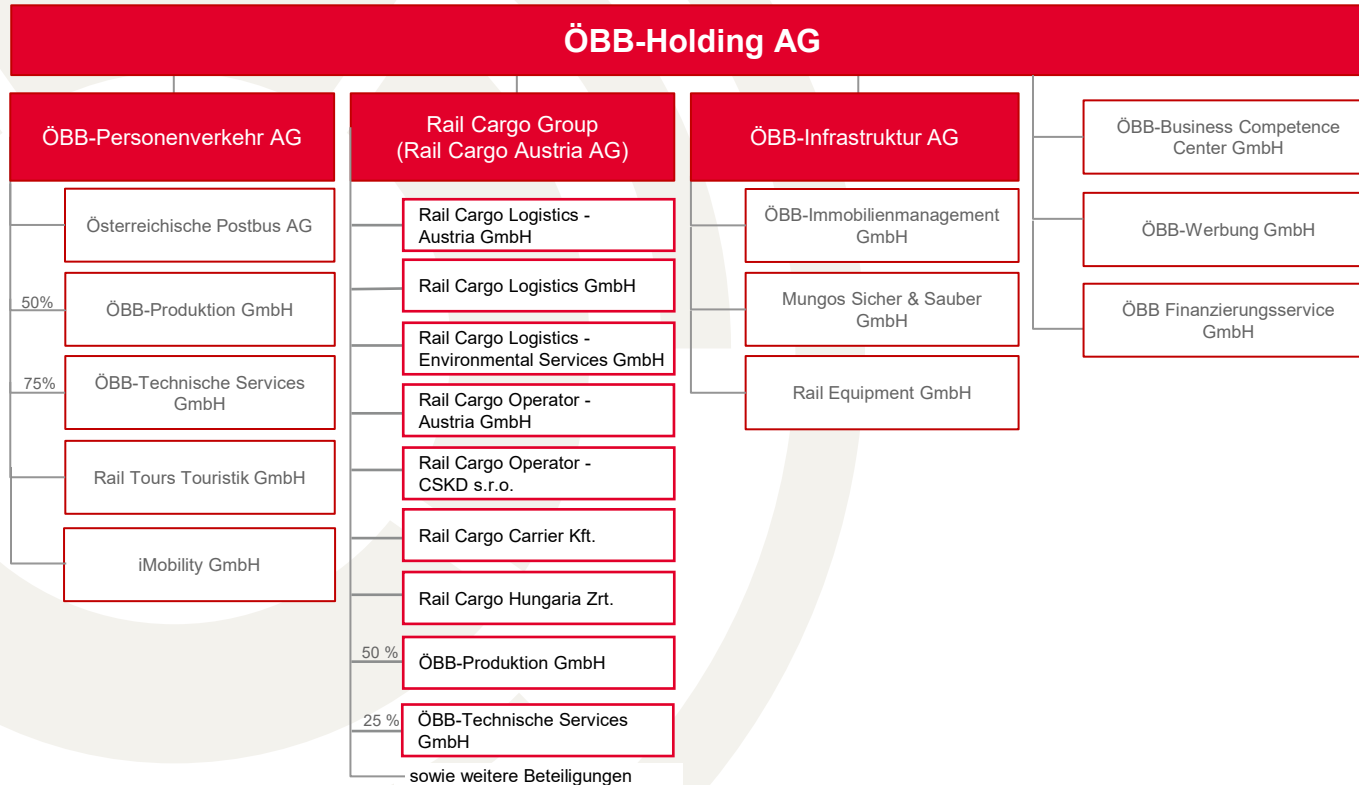 ÖBB-Holding AG
ÖBB-Personenverkehr AG
Österreichische Postbus AG
50%
ÖBB-Produktion GmbH
75%
ÖBB-Technische Services
GmbH
Rail Tours Touristik GmbH
iMobility GmbH
Rail Cargo Group
(Rail Cargo Austria AG)
Rail Cargo Logistics -
Austria GmbH
Rail Cargo Logistics GmbH
Rail Cargo Logistics -
Environmental Services GmbH
Rail Cargo Operator -
Austria GmbH
Rail Cargo Operator -
CSKD s.r.o.
Rail Cargo Carrier Kft.
Rail Cargo Hungaria Zrt.
50 %
ÖBB-Produktion GmbH
25 %
ÖBB-Technische Services
GmbH
sowie weitere Beteiligungen
ÖBB-Infrastruktur AG
ÖBB-Immobilienmanagement
GmbH
Mungos Sicher & Sauber
GmbH
Rail Equipment GmbH
ÖBB-Business Competence
Center GmbH
ÖBB-Werbung GmbH
ÖBB Finanzierungsservice
GmbH